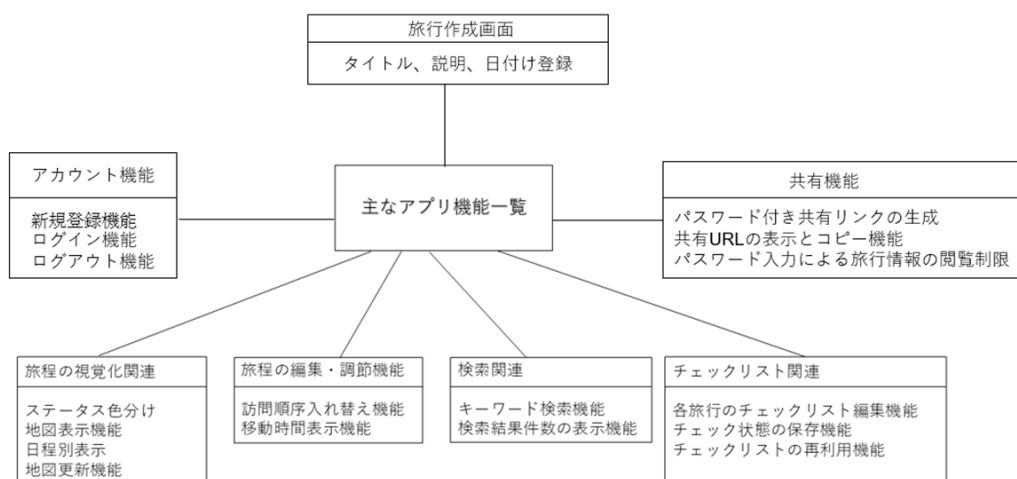 旅行作成画面
タイトル、説明、日付け登録
アカウント機能
新規登録機能
ログイン機能
ログアウト機能
主なアプリ機能一覧
共有機能
パスワード付き共有リンクの生成
共有URLの表示とコピー機能
パスワード入力による旅行情報の閲覧制限
旅程の視覚化関連
ステータス色分け
地図表示機能
日程別表示
地図更新機能
旅程の編集・調節機能
訪問順序入れ替え機能
移動時間表示機能
検索関連
キーワード検索機能
検索結果件数の表示機能
チェックリスト関連
各旅行のチェックリスト編集機能
チェック状態の保存機能
チェックリストの再利用機能